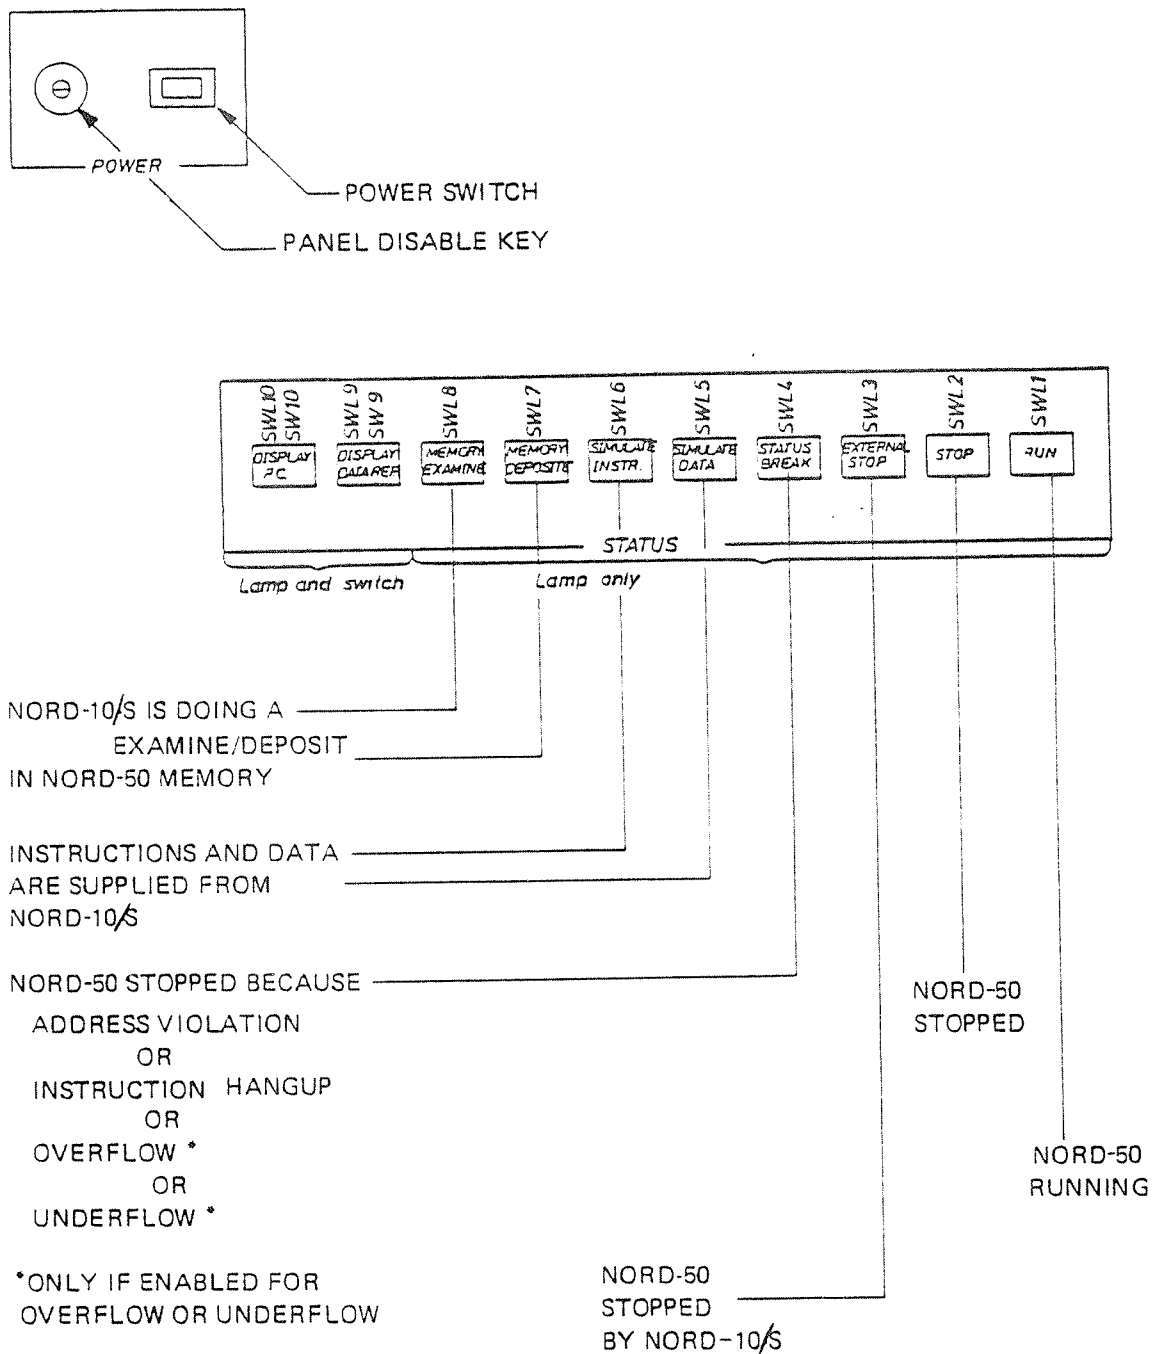 POWER
POWER SWITCH
PANEL DISABLE KEY
SWL10
SW10
SWL9
SW9
SWL8
SWL7
SWL6
SWL5
SWL4
SWL3
SWL2
SWL1
DISPLAY
PC
DISPLAY
MEMORY
EXAMINE
MEMORY
DEPOSITE
SIMULATE
INSTR.
SIMULATE
DATA
STATUS
BREAK
EXTERNAL
STOP
STOP
RUN
STATUS
Lamp and switch
Lamp only
NORD-10/S IS DOING A
EXAMINE/DEPOSIT
IN NORD-50 MEMORY
INSTRUCTIONS AND DATA
ARE SUPPLIED FROM
NORD-10/S
NORD-50 STOPPED BECAUSE
ADDRESS VIOLATION
OR
INSTRUCTION HANGUP
OR
OVERFLOW *
OR
UNDERFLOW *
*ONLY IF ENABLED FOR
OVERFLOW OR UNDERFLOW
NORD-50
STOPPED
BY NORD-10/S
NORD-50
STOPPED
NORD-50
RUNNING